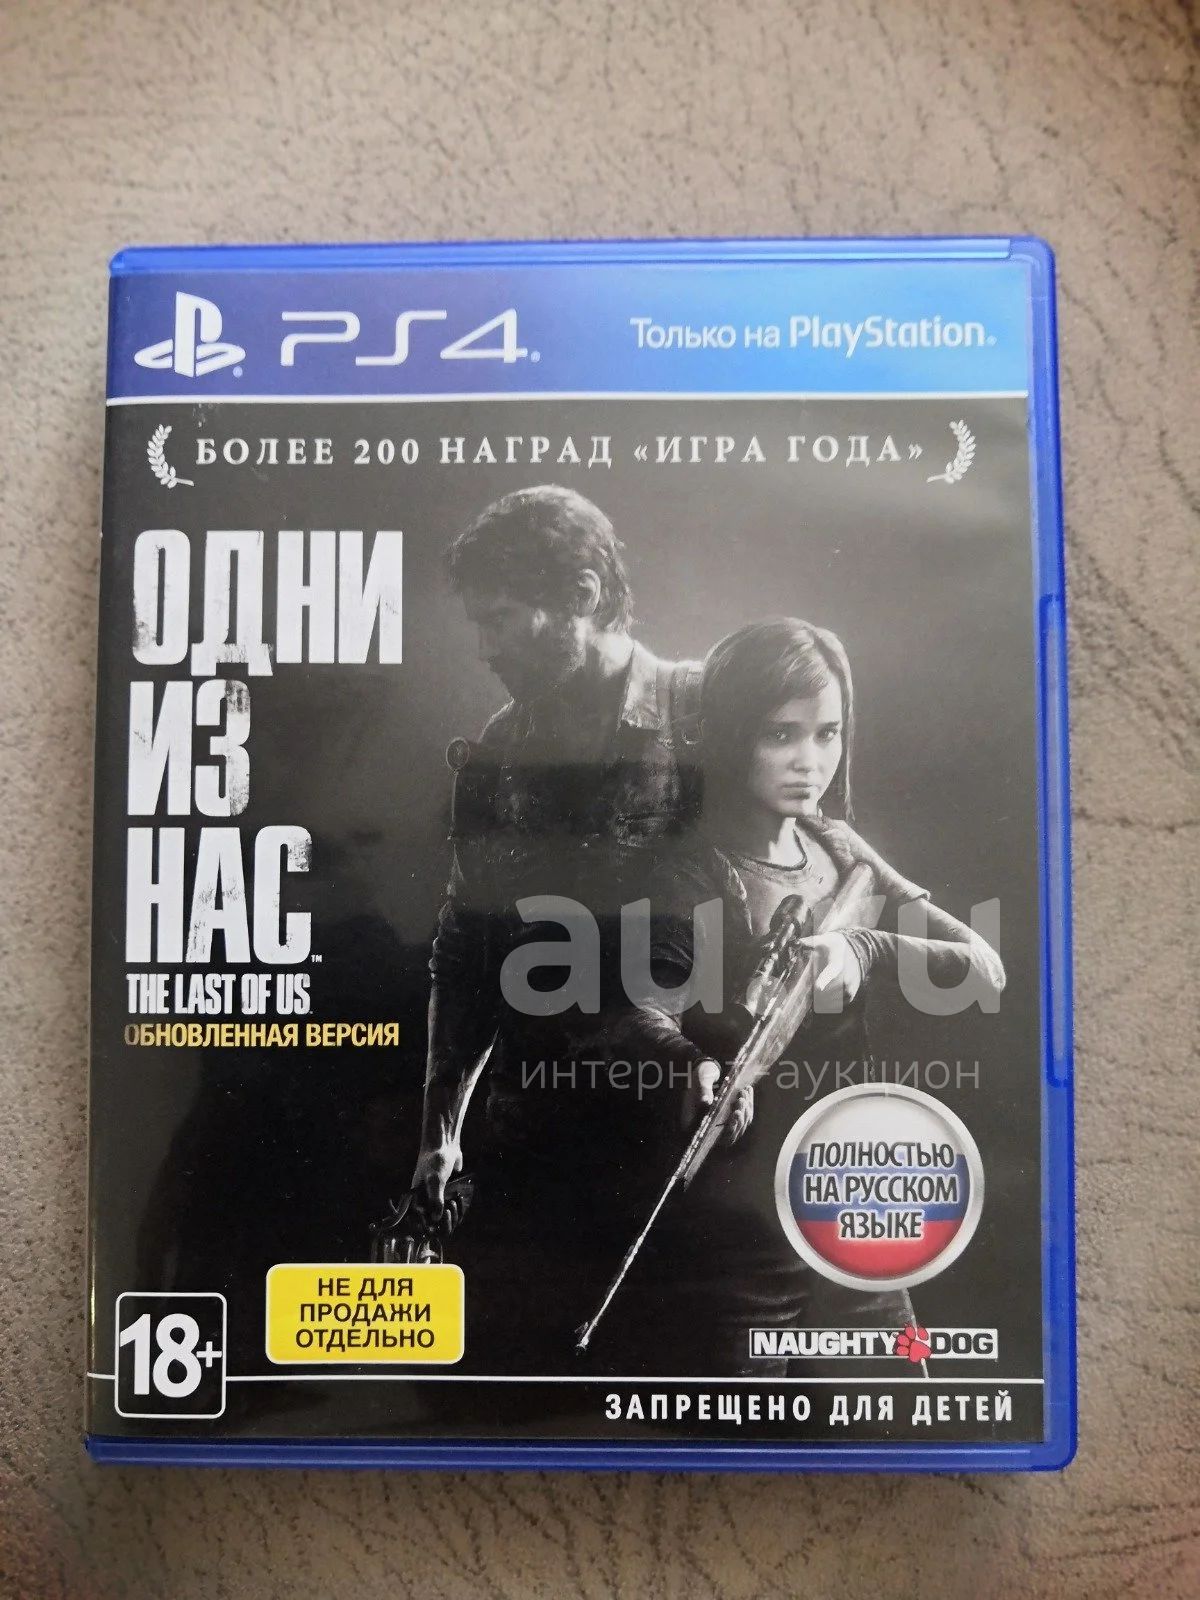 PS4
Только на PlayStation
БОЛЕЕ 200 НАГРАД «ИГРА ГОДА»
ОДНИ
ИЗ
НАС™
THE LAST OF US
ОБНОВЛЕННАЯ ВЕРСИЯ
au.ru
интернет-аукцион
ПОЛНОСТЬЮ
НА РУССКОМ
ЯЗЫКЕ
НЕ ДЛЯ
ПРОДАЖИ
ОТДЕЛЬНО
18+
NAUGHTY DOG
ЗАПРЕЩЕНО ДЛЯ ДЕТЕЙ